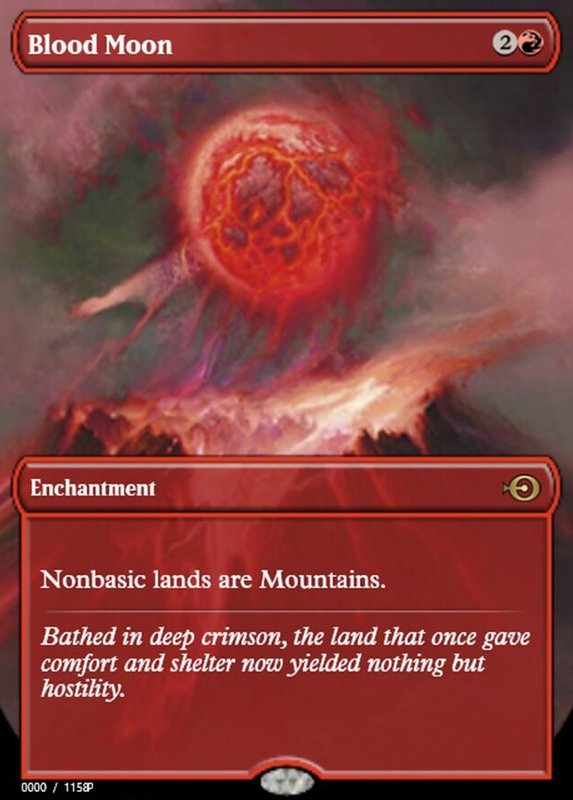 Blood Moon 2
Enchantment
Nonbasic lands are Mountains.
Bathed in deep crimson, the land that once gave
comfort and shelter now yielded nothing but
hostility.
0000 / 1158P